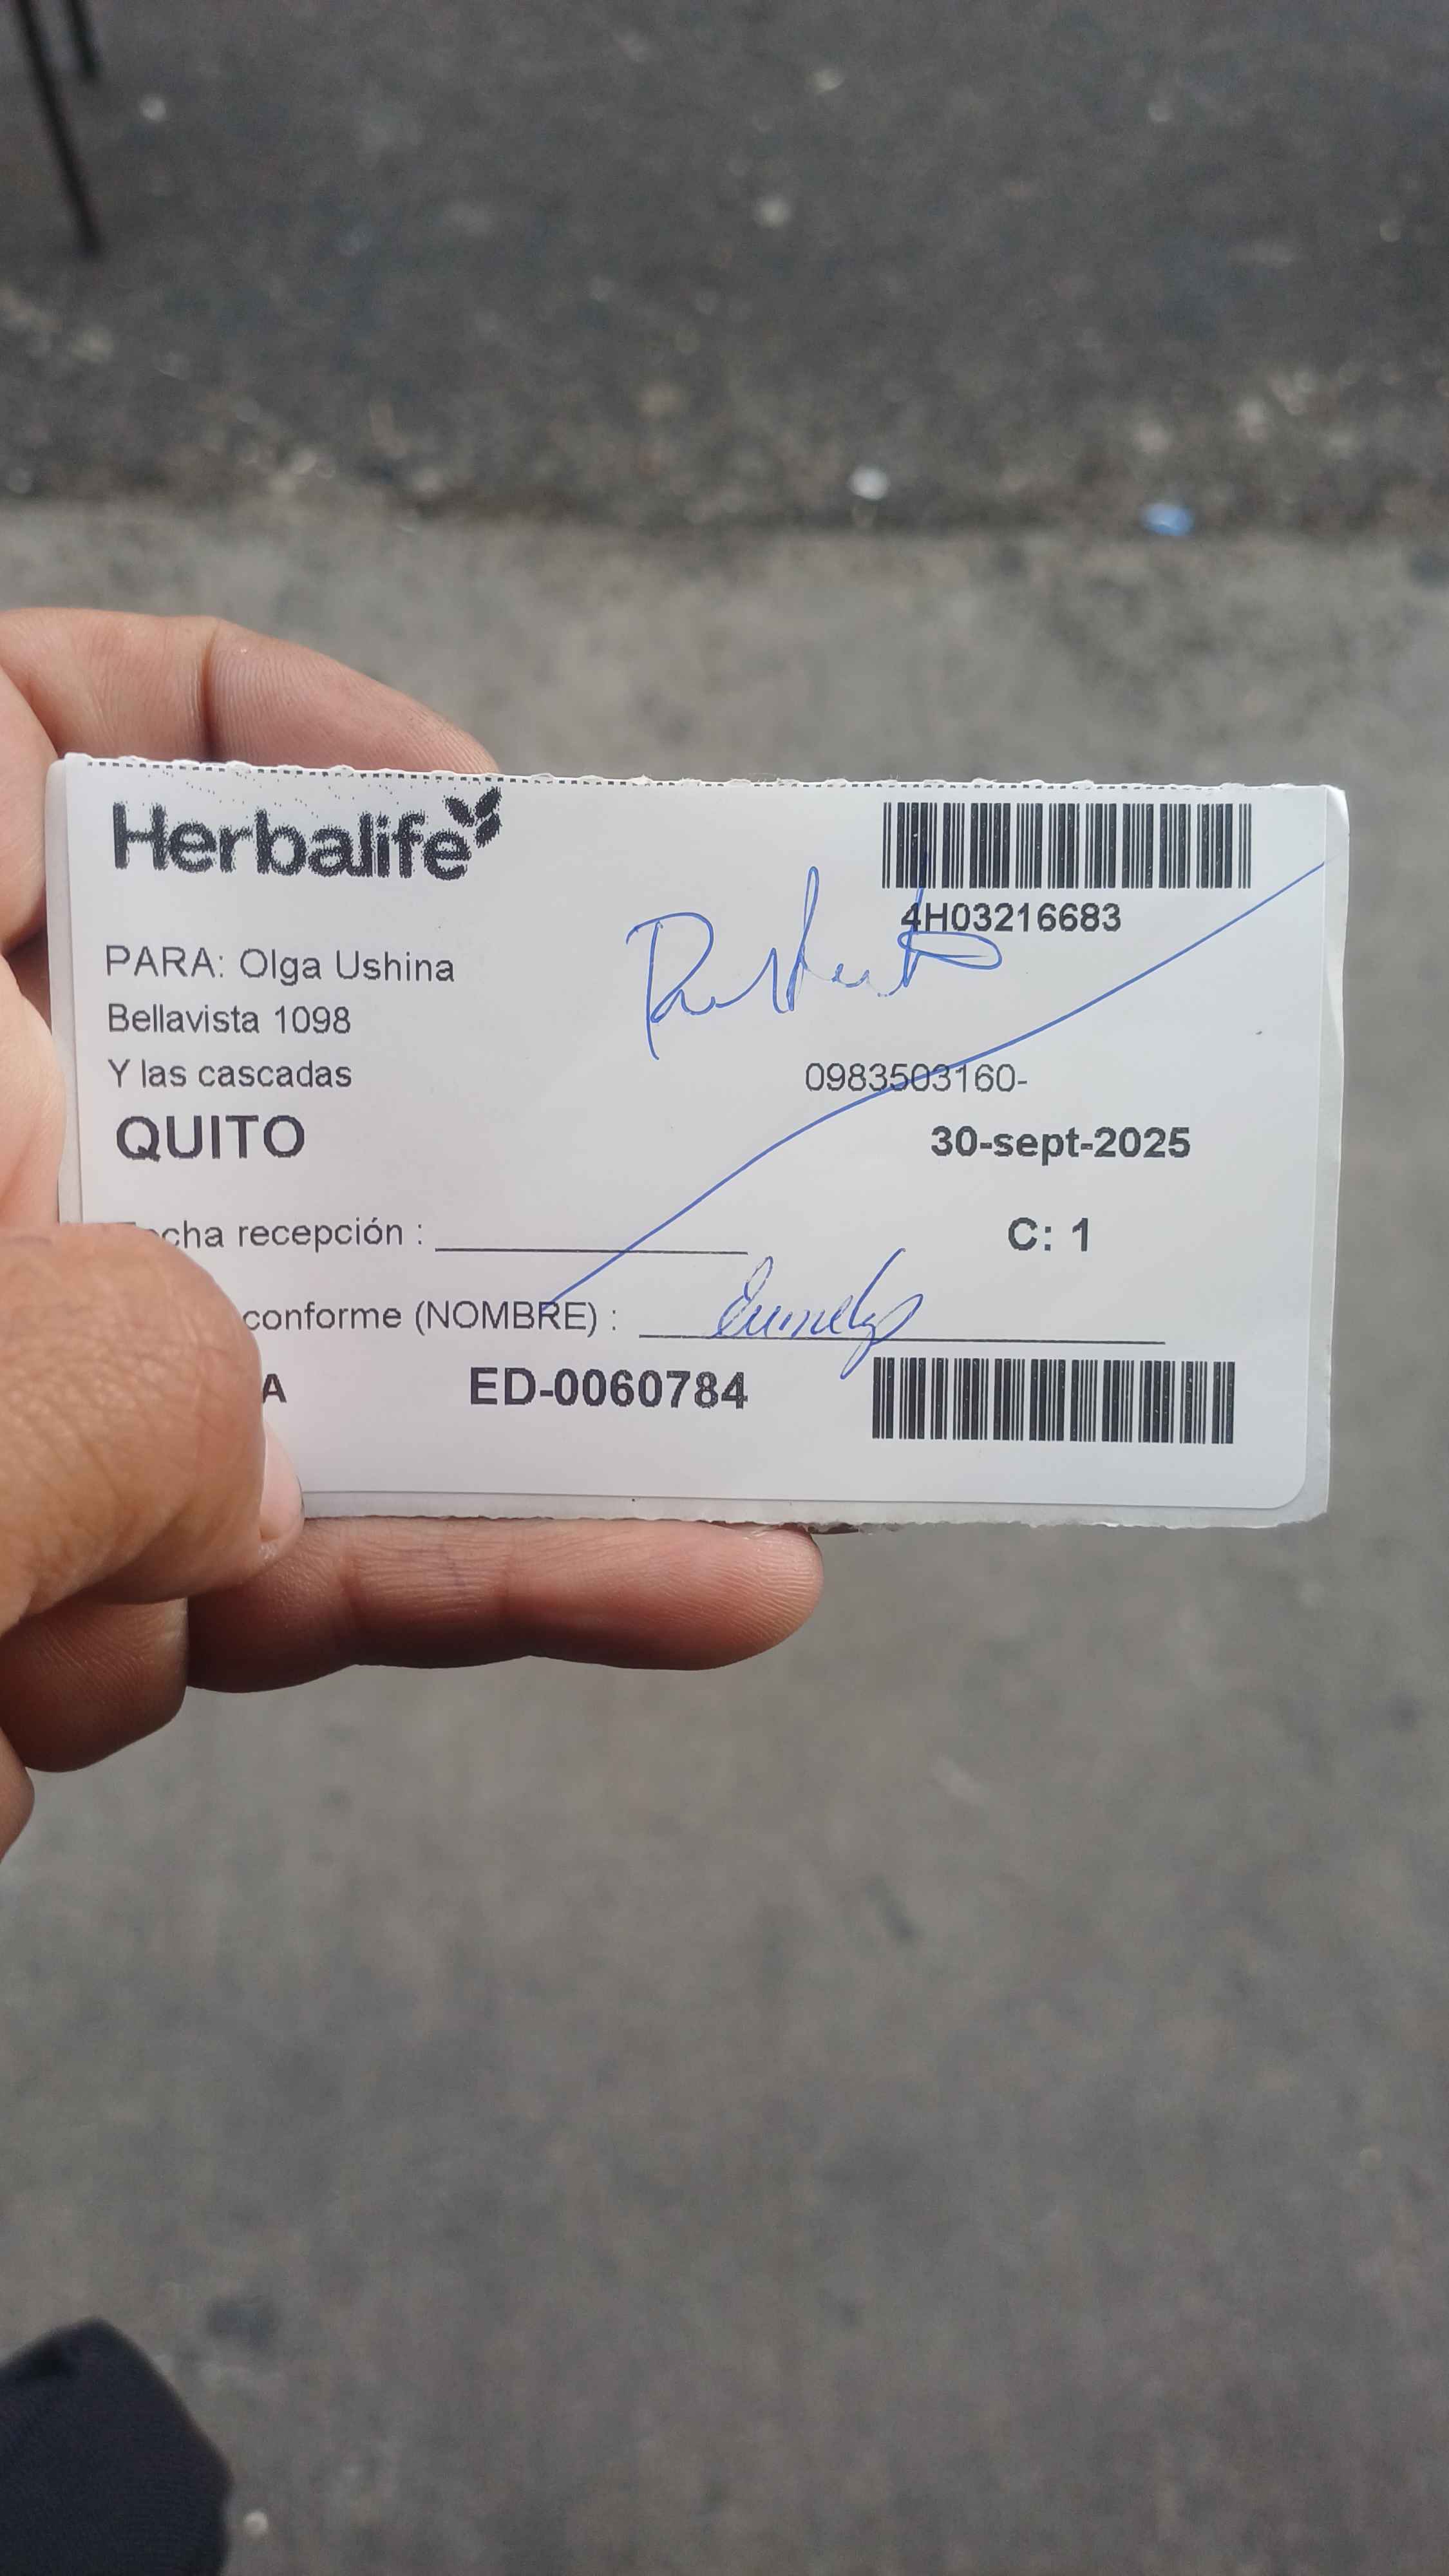 Herbalife
4H03216683
PARA: Olga Ushina
Bellavista 1098
Y las cascadas
0983503160-
QUITO
30-sept-2025
cha recepción :
C: 1
conforme (NOMBRE) :
A
ED-0060784